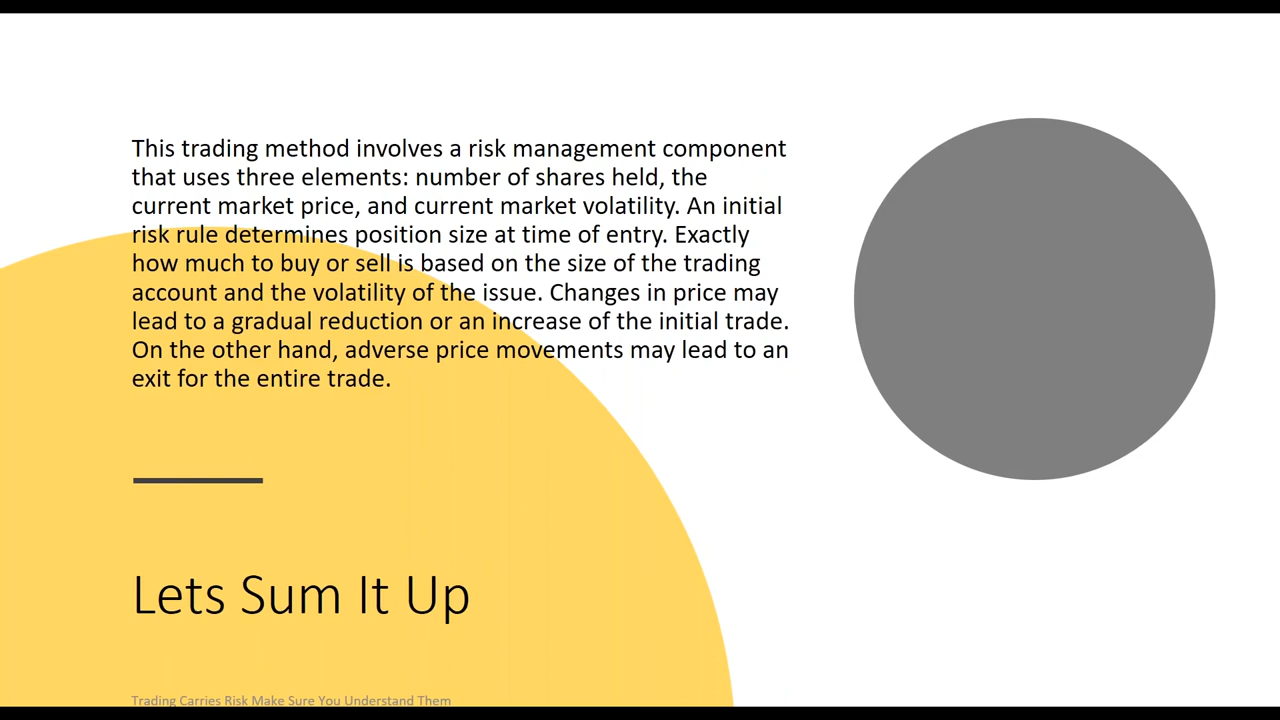 This trading method involves a risk management component
that uses three elements: number of shares held, the
current market price, and current market volatility. An initial
risk rule determines position size at time of entry. Exactly
how much to buy or sell is based on the size of the trading
account and the volatility of the issue. Changes in price may
lead to a gradual reduction or an increase of the initial trade.
On the other hand, adverse price movements may lead to an
exit for the entire trade.
Lets Sum It Up
Trading Carries Risk Make Sure You Understand Them